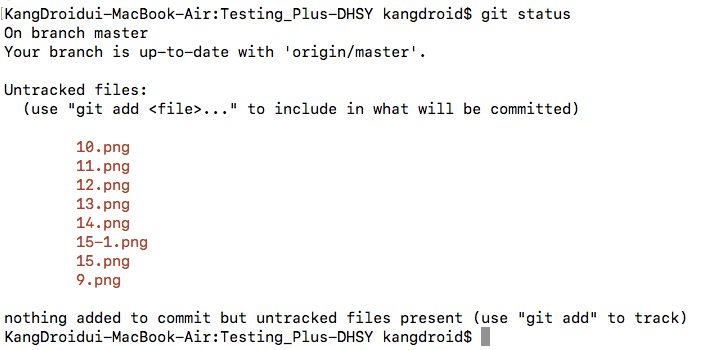 KangDroidui-MacBook-Air:Testing_Plus-DHSY kangdroid$ git status
On branch master
Your branch is up-to-date with 'origin/master'.
Untracked files:
(use "git add <file>..." to include in what will be committed)
10.png
11.png
12.png
13.png
14.png
15-1.png
15.png
9.png
nothing added to commit but untracked files present (use "git add" to track)
KangDroidui-MacBook-Air:Testing_Plus-DHSY kangdroid$